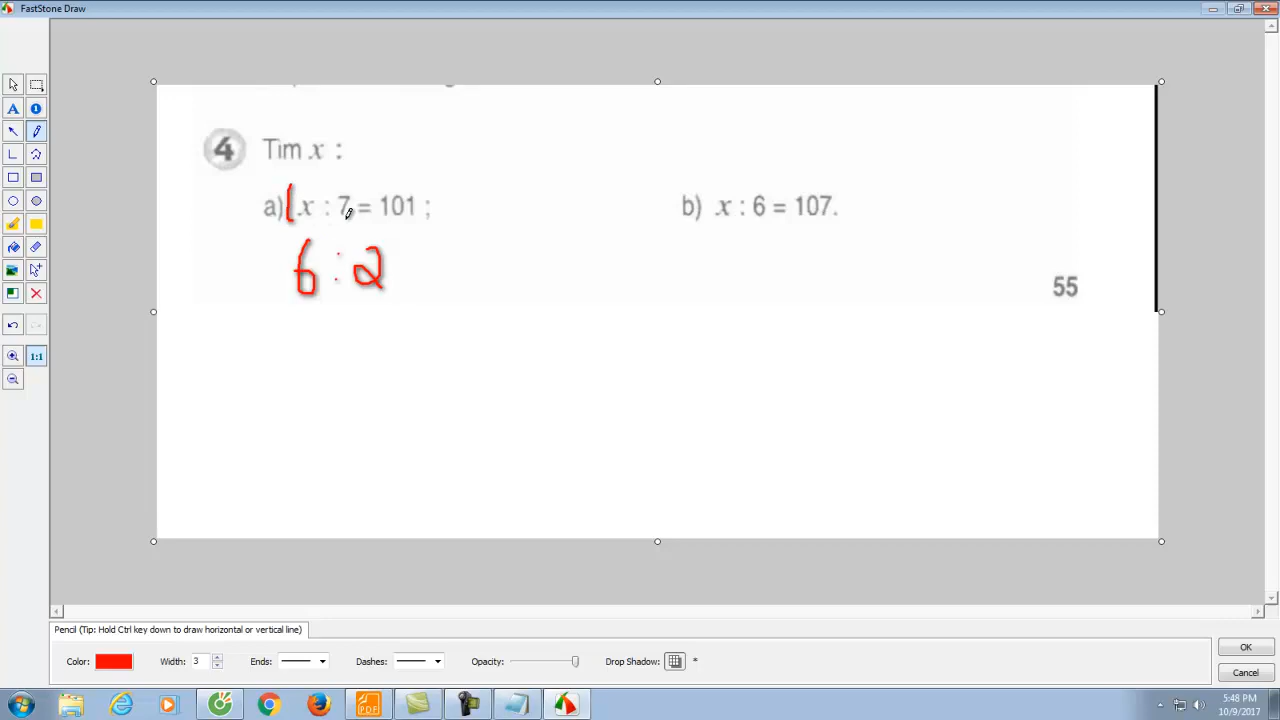 FastStone Draw
4 Tìm x :
a) x : 7 = 101 ; b) x : 6 = 107.
6 : 2
55
1:1
Pencil (Tip: Hold Ctrl key down to draw horizontal or vertical line)
Color: Width: 3 Ends: Dashes: Opacity: Drop Shadow: *
OK
Cancel
PDF
5:48 PM
10/9/2017